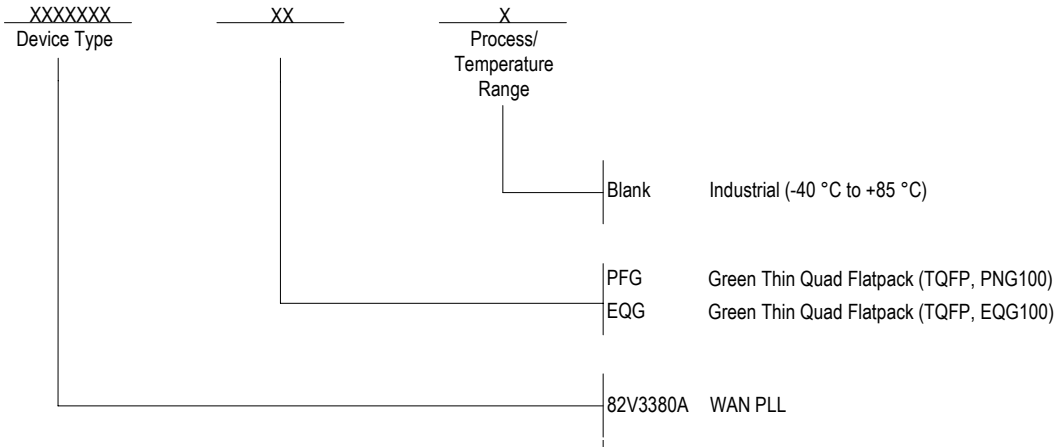 XXXXXXX XX X
Device Type Process/
Temperature
Range
Blank Industrial (-40 °C to +85 °C)
PFG Green Thin Quad Flatpack (TQFP, PNG100)
EQG Green Thin Quad Flatpack (TQFP, EQG100)
82V3380A WAN PLL